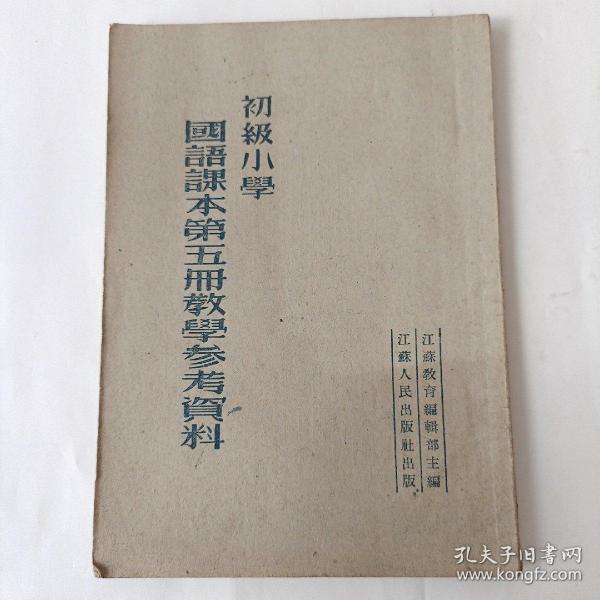 初級小學
國語課本第五冊教學参考資料
江蘇教育編輯部主編
江蘇人民出版社出版
孔夫子旧书网
www.kongfz.com